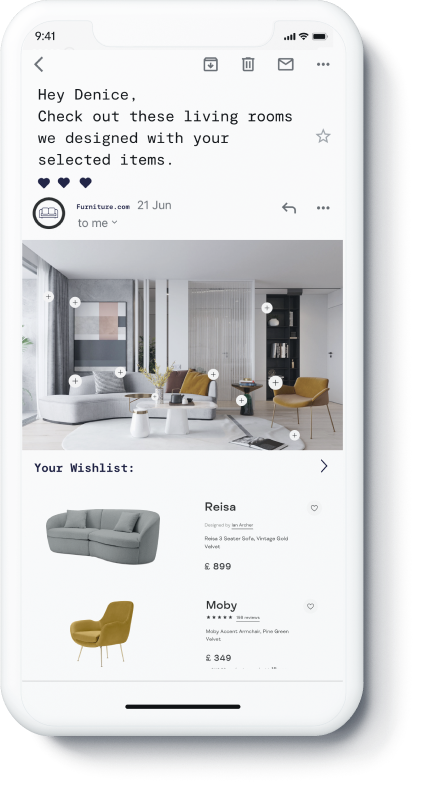 9:41
Hey Denice,
Check out these living rooms
we designed with your
selected items.
Furniture.com 21 Jun
to me
Your Wishlist:
Reisa
Designed by Ian Archer
Reisa 3 Seater Sofa, Vintage Gold
Velvet
£ 899
Moby
★★★★★ 198 reviews
Moby Accent Armchair, Pine Green
Velvet
£ 349